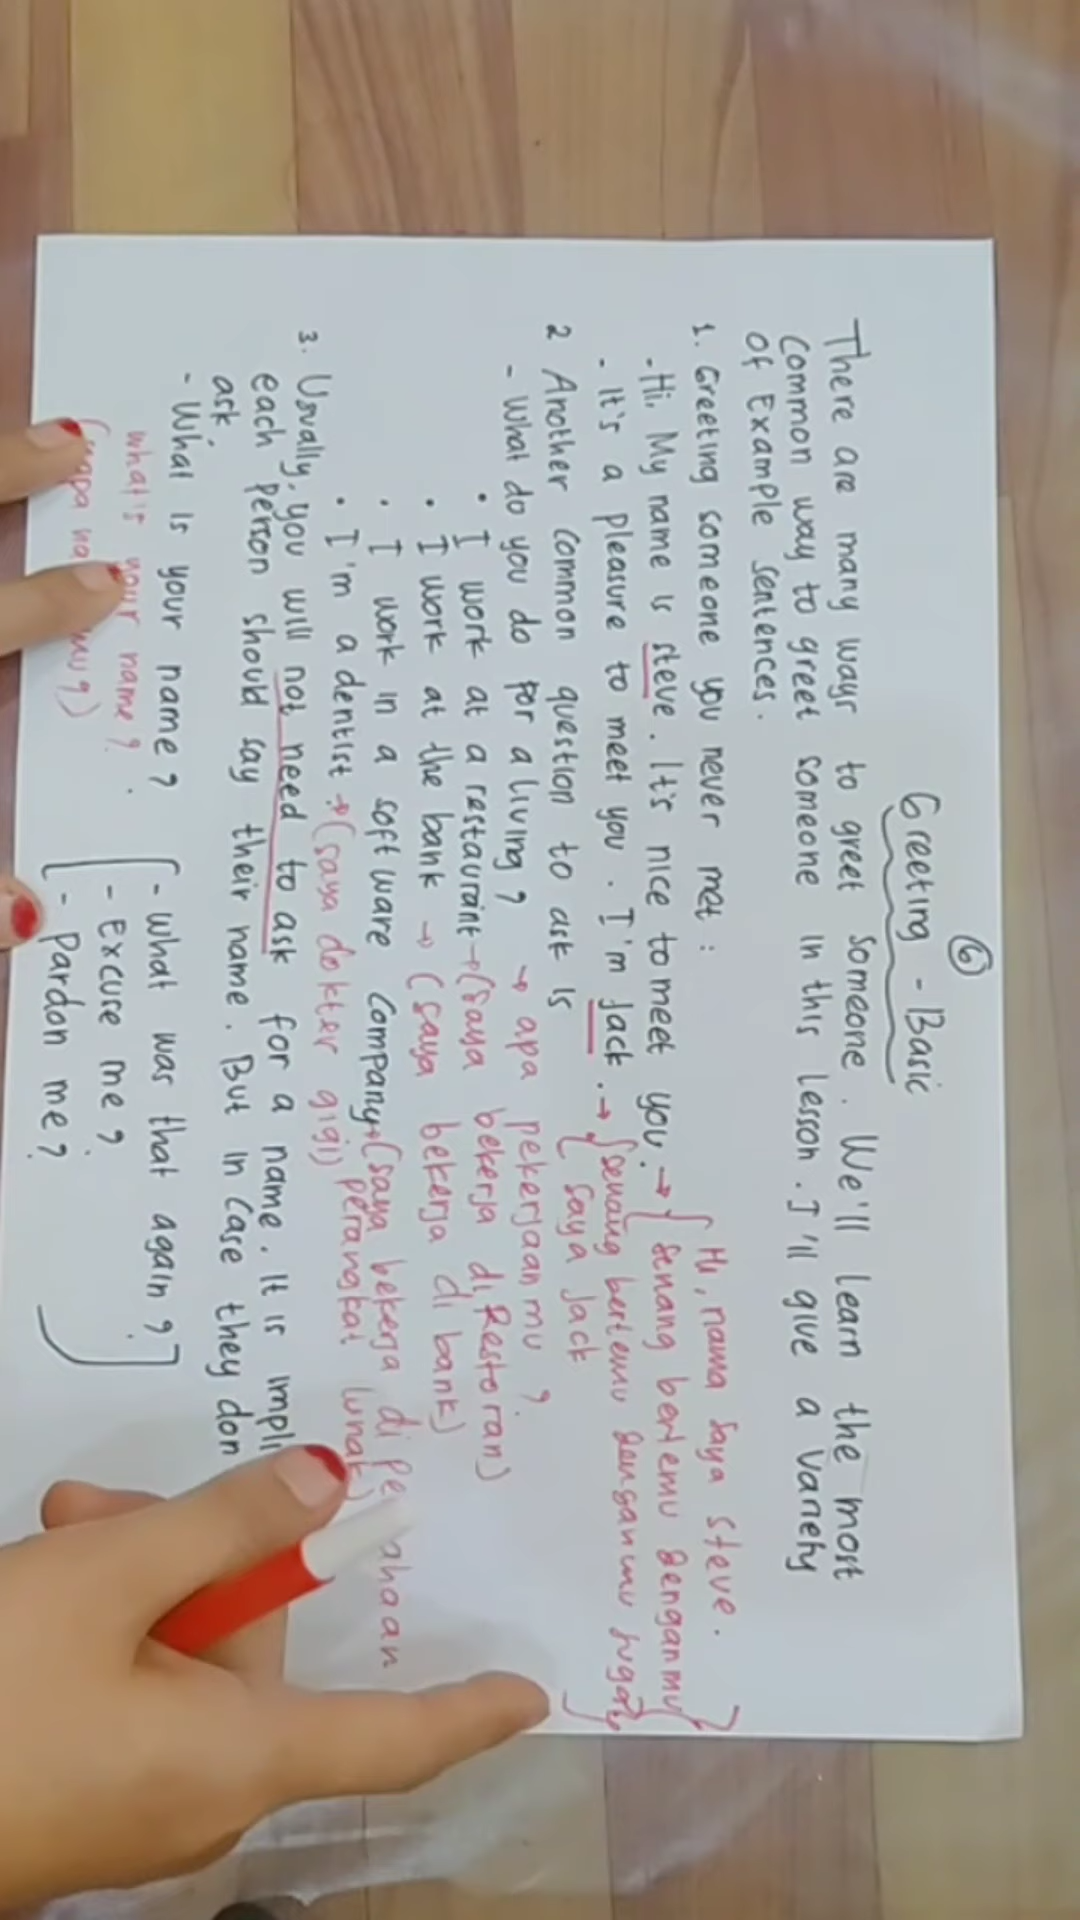 6
Greeting - Basic
There are many ways to greet someone. We'll learn the most
common way to greet someone in this lesson. I'll give a variety
of Example sentences.
1. Greeting someone you never met :
- Hi. My name is steve. It's nice to meet you. → { Hi, nama saya steve.
senang bertemu denganmu }
- It's a pleasure to meet you. I'm Jack. → { senang bertemu denganmu juga,
saya Jack }
2 Another common question to ask is
- What do you do for a living? → apa pekerjaan mu ?
• I work at a restaurant → (saya bekerja di Restoran)
• I work at the bank → (saya bekerja di bank)
• I work in a software company → (saya bekerja di ahaan
perangkat lunak)
• I'm a dentist → (saya dokter gigi)
3. Usually, you will not need to ask for a name. It is impli
each person should say their name. But in case they don
ask,
- What is your name?
what is your name?
mu?)
- what was that again ?
- Excuse me?
- Pardon me?